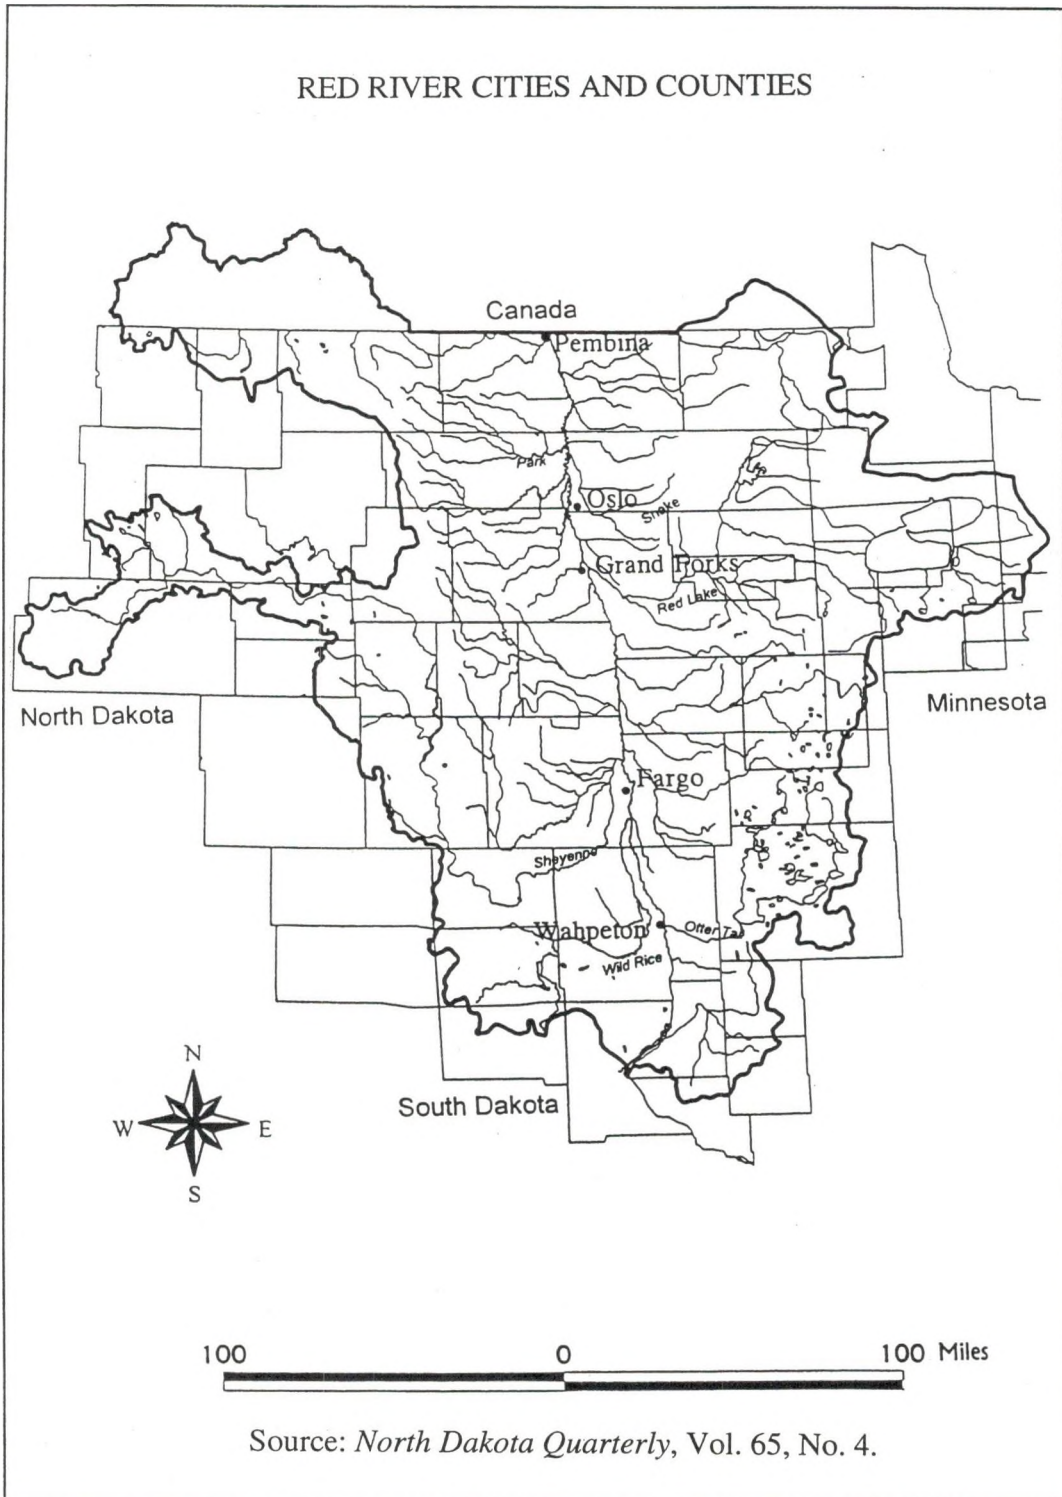 RED RIVER CITIES AND COUNTIES
Canada
Pembina
Park
Oslo
Snake
Grand Forks
Red Lake
North Dakota
Minnesota
Fargo
Sheyenne
Wahpeton
Otter Tail
Wild Rice
N
W
E
S
South Dakota
100
0
100 Miles
Source: North Dakota Quarterly, Vol. 65, No. 4.